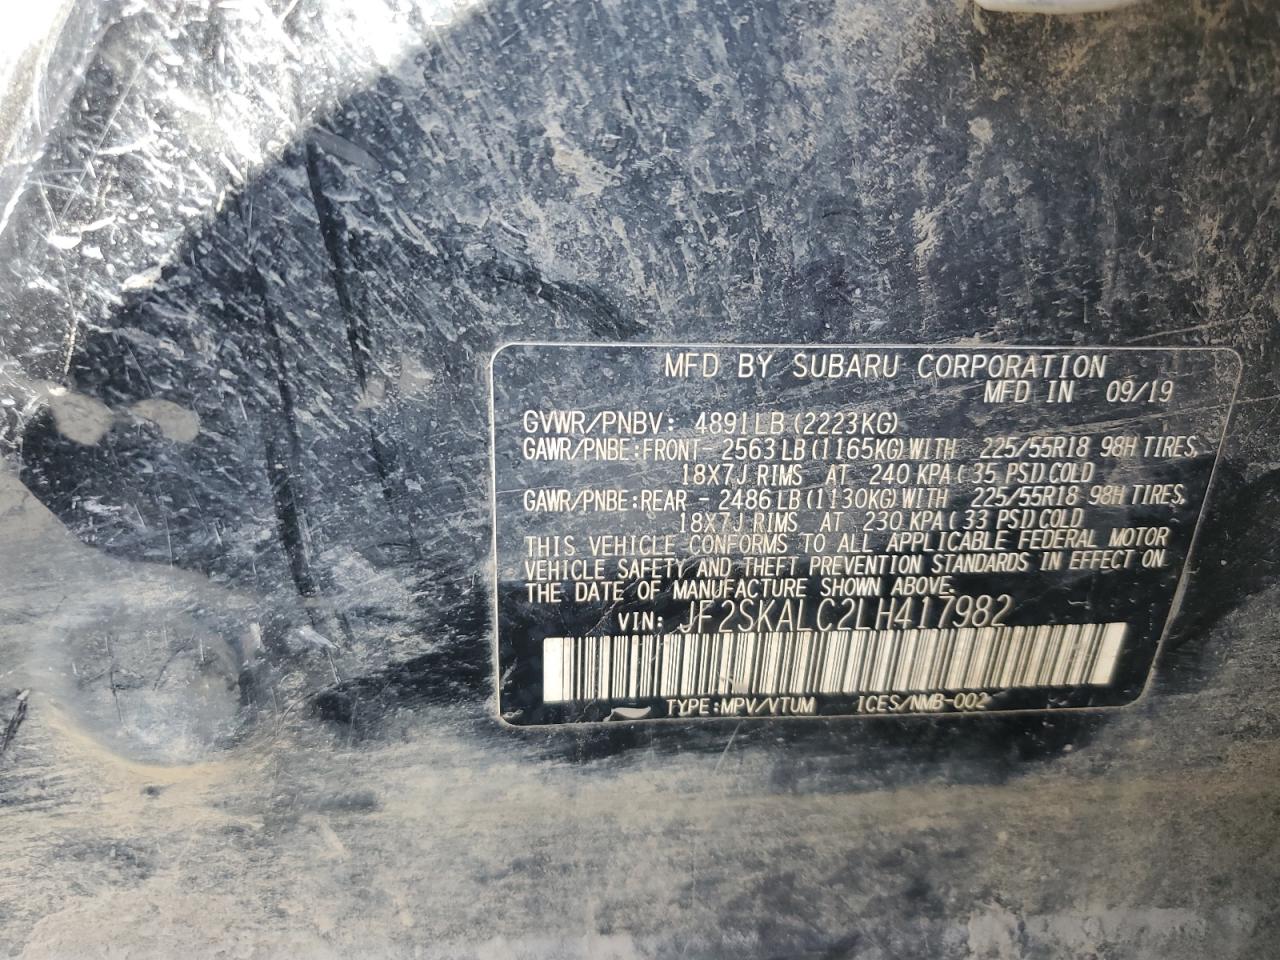 MFD BY SUBARU CORPORATION
MFD IN 09/19
GVWR/PNBV: 4891LB(2223KG)
GAWR/PNBE:FRONT-2563LB(1165KG)WITH 225/55R18 98H TIRES,
18X7J RIMS AT 240 KPA(35 PSI)COLD
GAWR/PNBE:REAR -2486LB(1130KG)WITH 225/55R18 98H TIRES,
18X7J RIMS AT 230 KPA(33 PSI)COLD
THIS VEHICLE CONFORMS TO ALL APPLICABLE FEDERAL MOTOR
VEHICLE SAFETY AND THEFT PREVENTION STANDARDS IN EFFECT ON
THE DATE OF MANUFACTURE SHOWN ABOVE.
VIN: JF2SKALC2LH417982
TYPE:MPV/VTUM ICES/NMB-002